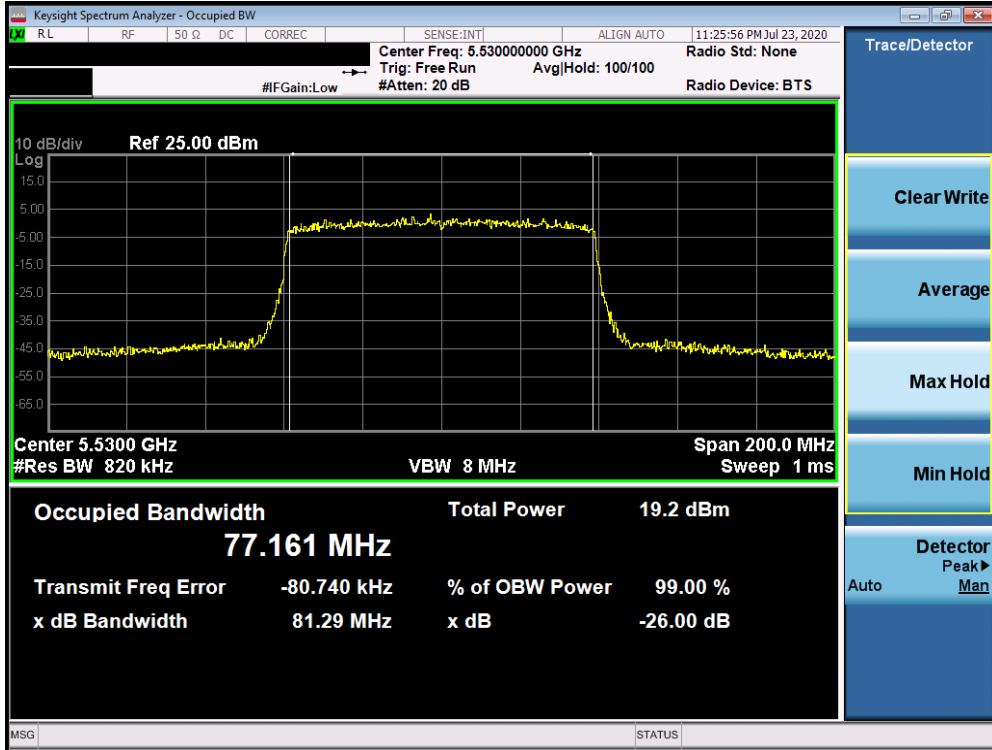 Keysight Spectrum Analyzer - Occupied BW
LXI RL RF 50 Ω DC CORREC SENSE:INT ALIGN AUTO 11:25:56 PM Jul 23, 2020
Center Freq: 5.530000000 GHz Radio Std: None
Trig: Free Run Avg|Hold: 100/100
#IFGain:Low #Atten: 20 dB Radio Device: BTS
10 dB/div Ref 25.00 dBm
Log
15.0
5.00
-5.00
-15.0
-25.0
-35.0
-45.0
-55.0
-65.0
Center 5.5300 GHz Span 200.0 MHz
#Res BW 820 kHz VBW 8 MHz Sweep 1 ms
Occupied Bandwidth Total Power 19.2 dBm
77.161 MHz
Transmit Freq Error -80.740 kHz % of OBW Power 99.00 %
x dB Bandwidth 81.29 MHz x dB -26.00 dB
MSG STATUS
Trace/Detector
Clear Write
Average
Max Hold
Min Hold
Detector
Peak▶
Auto Man